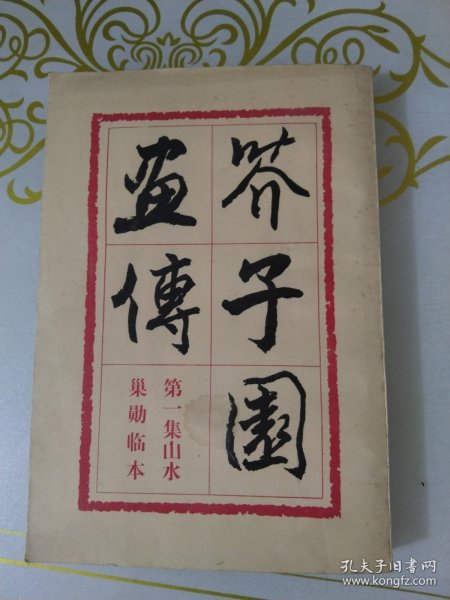 芥子園
畫傳
第一集山水
巢勋临本
孔夫子旧书网
www.kongfz.com